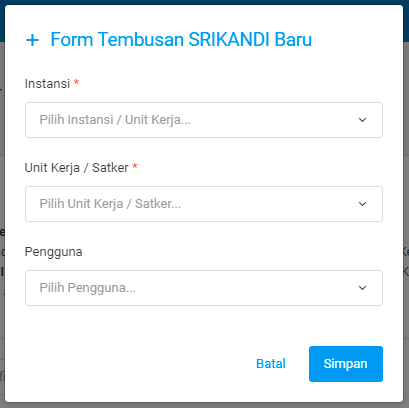 + Form Tembusan SRIKANDI Baru
Instansi *
Pilih Instansi / Unit Kerja...
Unit Kerja / Satker *
Pilih Unit Kerja / Satker...
Pengguna
Pilih Pengguna...
Batal
Simpan